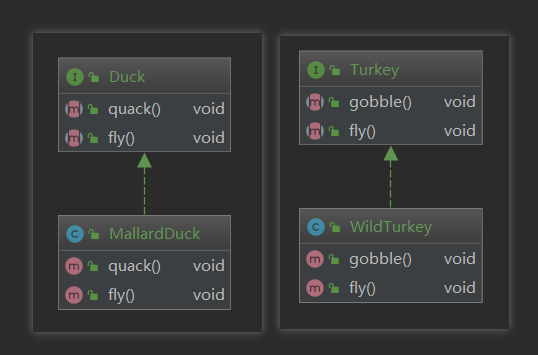 I Duck
m quack() void
m fly() void
C MallardDuck
m quack() void
m fly() void
I Turkey
m gobble() void
m fly() void
C WildTurkey
m gobble() void
m fly() void